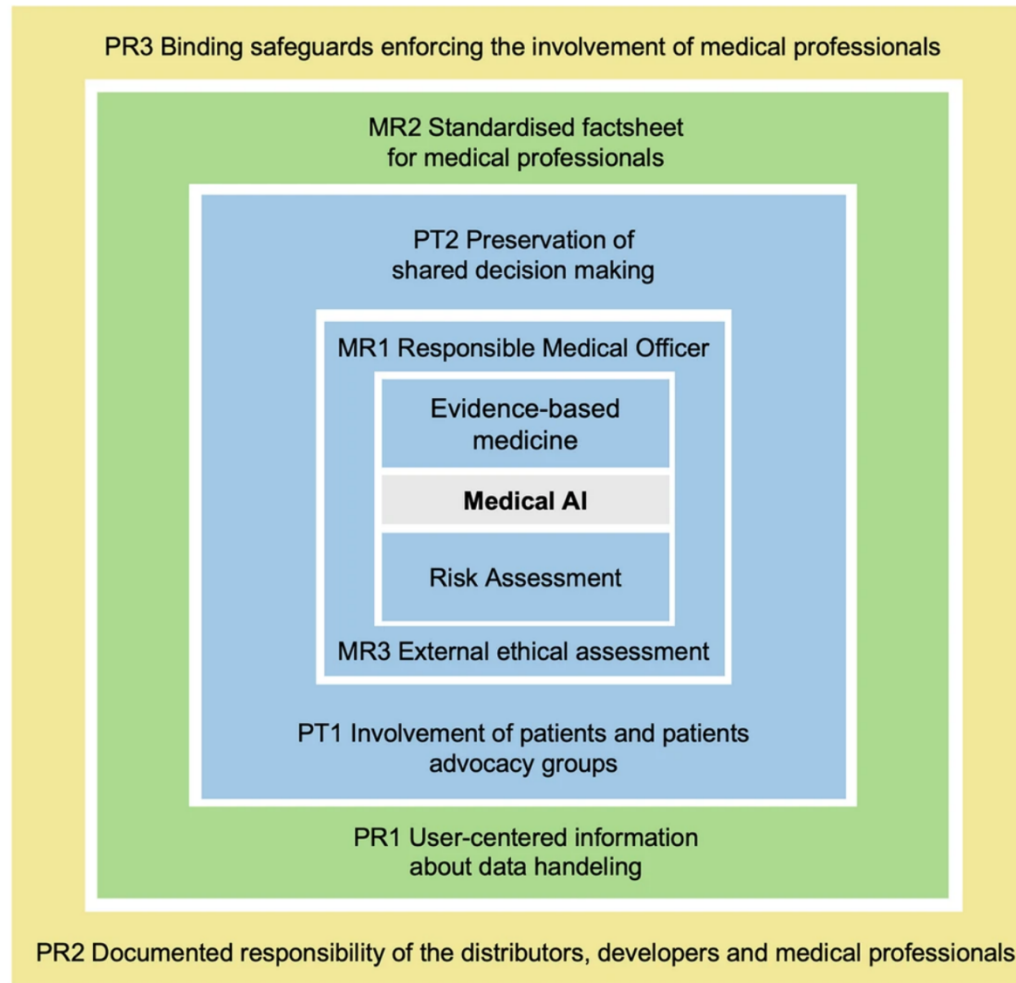 PR3 Binding safeguards enforcing the involvement of medical professionals
MR2 Standardised factsheet
for medical professionals
PT2 Preservation of
shared decision making
MR1 Responsible Medical Officer
Evidence-based
medicine
Medical AI
Risk Assessment
MR3 External ethical assessment
PT1 Involvement of patients and patients
advocacy groups
PR1 User-centered information
about data handeling
PR2 Documented responsibility of the distributors, developers and medical professionals